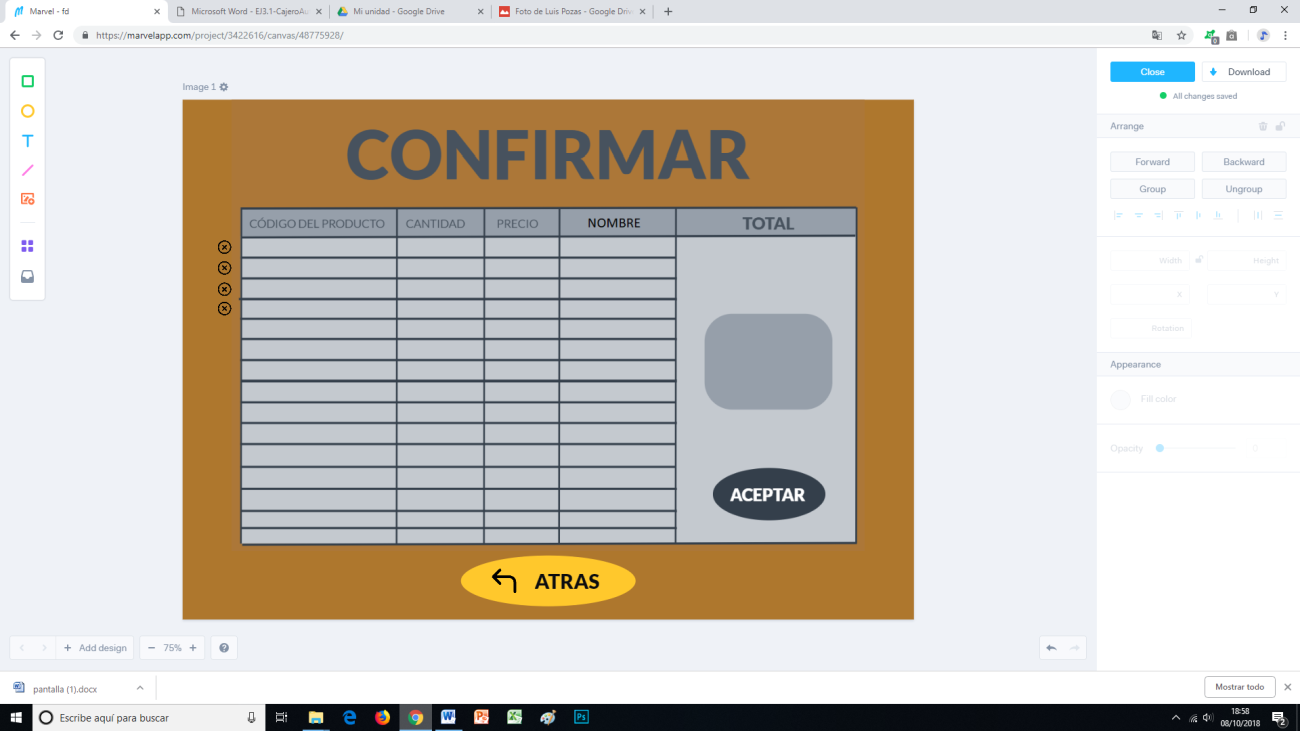 Marvel - fd
Microsoft Word - EJ3.1-CajeroAu
Mi unidad - Google Drive
Foto de Luis Pozas - Google Driv
https://marvelapp.com/project/3422616/canvas/48775928/
Image 1
Close
Download
All changes saved
CONFIRMAR
Arrange
Forward
Backward
Group
Ungroup
CÓDIGO DEL PRODUCTO
CANTIDAD
PRECIO
NOMBRE
TOTAL
Width
Height
X
Y
Rotation
Appearance
Fill color
Opacity
ACEPTAR
ATRAS
Add design
75%
pantalla (1).docx
Mostrar todo
Escribe aquí para buscar
18:58
08/10/2018
2